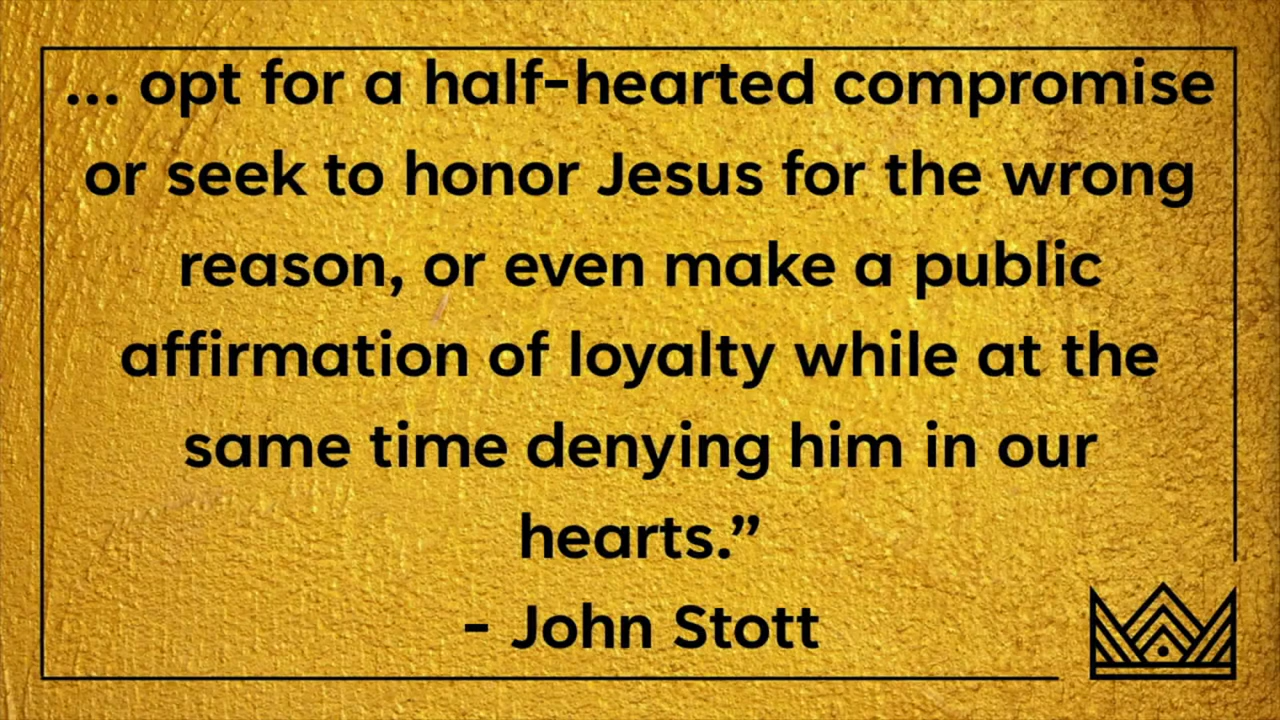 ... opt for a half-hearted compromise
or seek to honor Jesus for the wrong
reason, or even make a public
affirmation of loyalty while at the
same time denying him in our
hearts.”
- John Stott